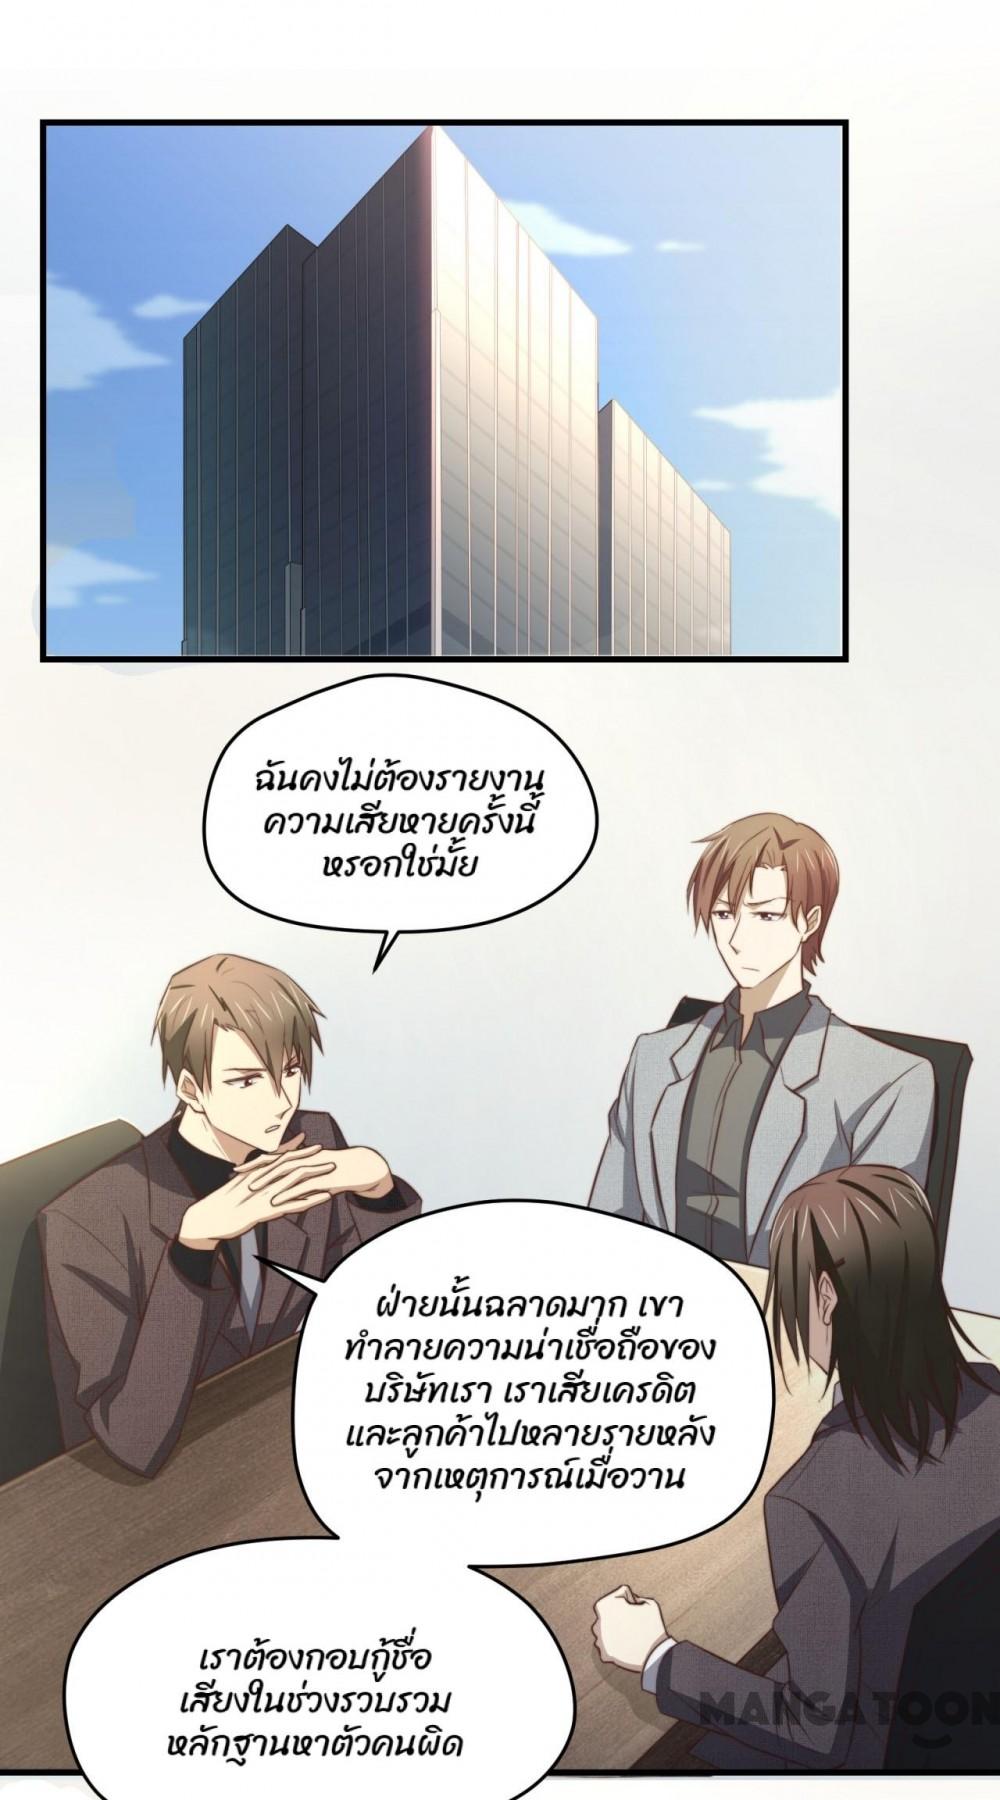 ฉันคงไม่ต้องรายงาน
ความเสียหายครั้งนี้
หรอกใช่มั้ย
ฝ่ายนั้นฉลาดมาก เขา
ทำลายความน่าเชื่อถือของ
บริษัทเรา เราเสียเครดิต
และลูกค้าไปหลายรายหลัง
จากเหตุการณ์เมื่อวาน
เราต้องกอบกู้ชื่อ
เสียงในช่วงรวบรวม
หลักฐานหาตัวคนผิด
MANGATOON